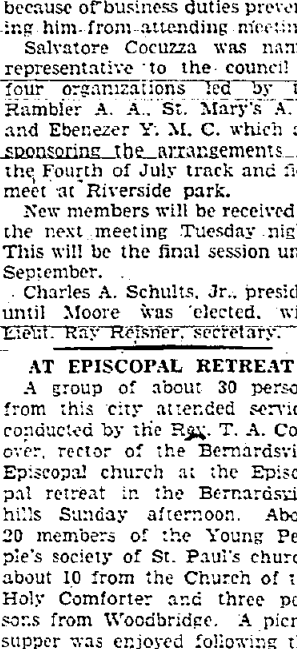 because of business duties preven
ing him from attending meetin
Salvatore Cocuzza was nam
representative to the council
four organizations led by t
Rambler A. A., St. Mary's A.
and Ebenezer Y. M. C. which a
sponsoring the arrangements
the Fourth of July track and fie
meet at Riverside park.
New members will be received
the next meeting Tuesday nig
This will be the final session un
September.
Charles A. Schults, Jr., presid
until Moore was elected, wi
Lieut. Ray Reisner, secretary.
AT EPISCOPAL RETREAT
A group of about 30 perso
from this city attended servic
conducted by the Rev. T. A. Co
over, rector of the Bernardsvi
Episcopal church at the Episc
pal retreat in the Bernardsvi
hills Sunday afternoon. Abo
20 members of the Young Pe
ple's society of St. Paul's churc
about 10 from the Church of t
Holy Comforter and three pe
sons from Woodbridge. A picn
supper was enjoyed following th